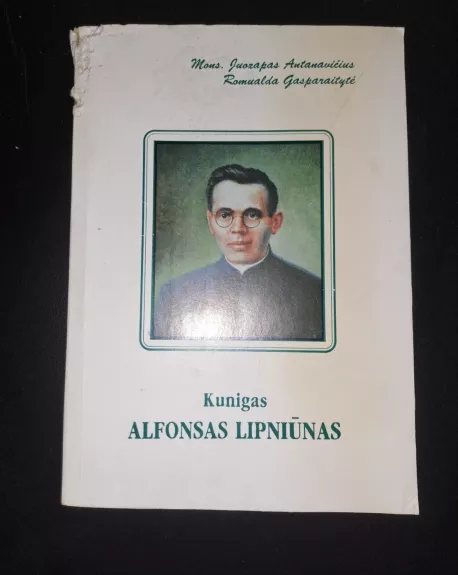 Mons. Juozapas Antanavičius
Romualda Gasparaitytė
Kunigas
ALFONSAS LIPNIŪNAS